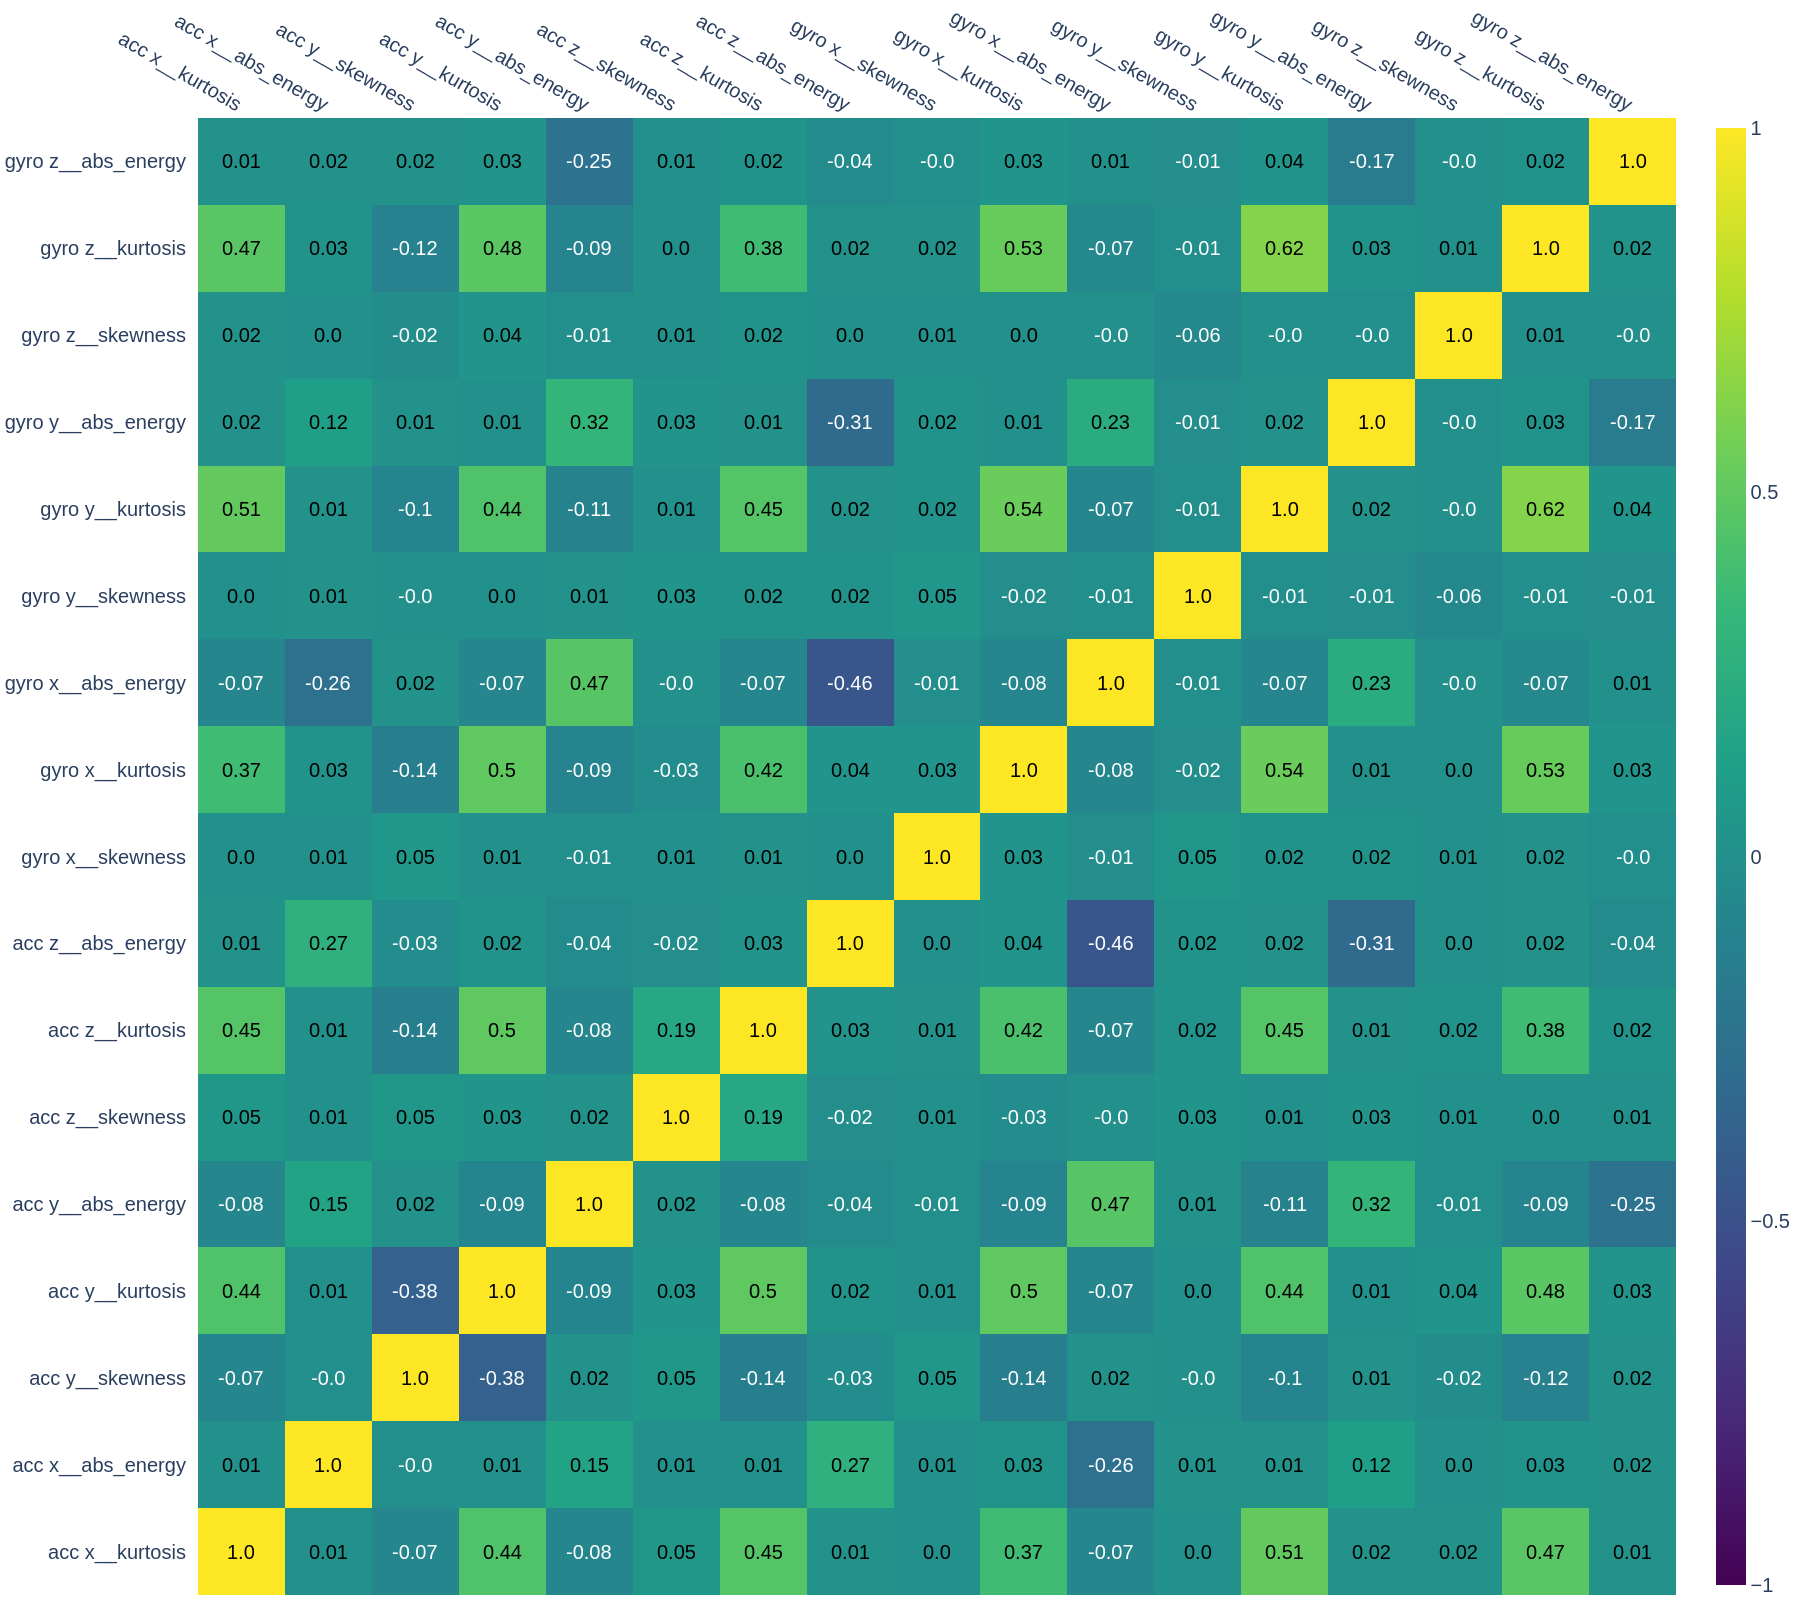 acc x__kurtosis acc x__abs_energy acc y__skewness acc y__kurtosis acc y__abs_energy acc z__skewness acc z__kurtosis acc z__abs_energy gyro x__skewness gyro x__kurtosis gyro x__abs_energy gyro y__skewness gyro y__kurtosis gyro y__abs_energy gyro z__skewness gyro z__kurtosis gyro z__abs_energy
gyro z__abs_energy 0.01 0.02 0.02 0.03 -0.25 0.01 0.02 -0.04 -0.0 0.03 0.01 -0.01 0.04 -0.17 -0.0 0.02 1.0
gyro z__kurtosis 0.47 0.03 -0.12 0.48 -0.09 0.0 0.38 0.02 0.02 0.53 -0.07 -0.01 0.62 0.03 0.01 1.0 0.02
gyro z__skewness 0.02 0.0 -0.02 0.04 -0.01 0.01 0.02 0.0 0.01 0.0 -0.0 -0.06 -0.0 -0.0 1.0 0.01 -0.0
gyro y__abs_energy 0.02 0.12 0.01 0.01 0.32 0.03 0.01 -0.31 0.02 0.01 0.23 -0.01 0.02 1.0 -0.0 0.03 -0.17
gyro y__kurtosis 0.51 0.01 -0.1 0.44 -0.11 0.01 0.45 0.02 0.02 0.54 -0.07 -0.01 1.0 0.02 -0.0 0.62 0.04
gyro y__skewness 0.0 0.01 -0.0 0.0 0.01 0.03 0.02 0.02 0.05 -0.02 -0.01 1.0 -0.01 -0.01 -0.06 -0.01 -0.01
gyro x__abs_energy -0.07 -0.26 0.02 -0.07 0.47 -0.0 -0.07 -0.46 -0.01 -0.08 1.0 -0.01 -0.07 0.23 -0.0 -0.07 0.01
gyro x__kurtosis 0.37 0.03 -0.14 0.5 -0.09 -0.03 0.42 0.04 0.03 1.0 -0.08 -0.02 0.54 0.01 0.0 0.53 0.03
gyro x__skewness 0.0 0.01 0.05 0.01 -0.01 0.01 0.01 0.0 1.0 0.03 -0.01 0.05 0.02 0.02 0.01 0.02 -0.0
acc z__abs_energy 0.01 0.27 -0.03 0.02 -0.04 -0.02 0.03 1.0 0.0 0.04 -0.46 0.02 0.02 -0.31 0.0 0.02 -0.04
acc z__kurtosis 0.45 0.01 -0.14 0.5 -0.08 0.19 1.0 0.03 0.01 0.42 -0.07 0.02 0.45 0.01 0.02 0.38 0.02
acc z__skewness 0.05 0.01 0.05 0.03 0.02 1.0 0.19 -0.02 0.01 -0.03 -0.0 0.03 0.01 0.03 0.01 0.0 0.01
acc y__abs_energy -0.08 0.15 0.02 -0.09 1.0 0.02 -0.08 -0.04 -0.01 -0.09 0.47 0.01 -0.11 0.32 -0.01 -0.09 -0.25
acc y__kurtosis 0.44 0.01 -0.38 1.0 -0.09 0.03 0.5 0.02 0.01 0.5 -0.07 0.0 0.44 0.01 0.04 0.48 0.03
acc y__skewness -0.07 -0.0 1.0 -0.38 0.02 0.05 -0.14 -0.03 0.05 -0.14 0.02 -0.0 -0.1 0.01 -0.02 -0.12 0.02
acc x__abs_energy 0.01 1.0 -0.0 0.01 0.15 0.01 0.01 0.27 0.01 0.03 -0.26 0.01 0.01 0.12 0.0 0.03 0.02
acc x__kurtosis 1.0 0.01 -0.07 0.44 -0.08 0.05 0.45 0.01 0.0 0.37 -0.07 0.0 0.51 0.02 0.02 0.47 0.01
1
0.5
0
−0.5
−1